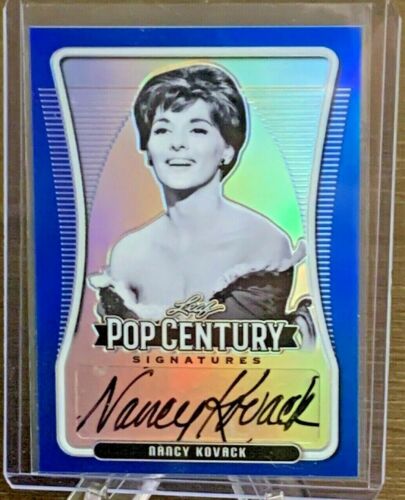 Leaf
POP CENTURY
SIGNATURES
Nancy Kovack
NANCY KOVACK